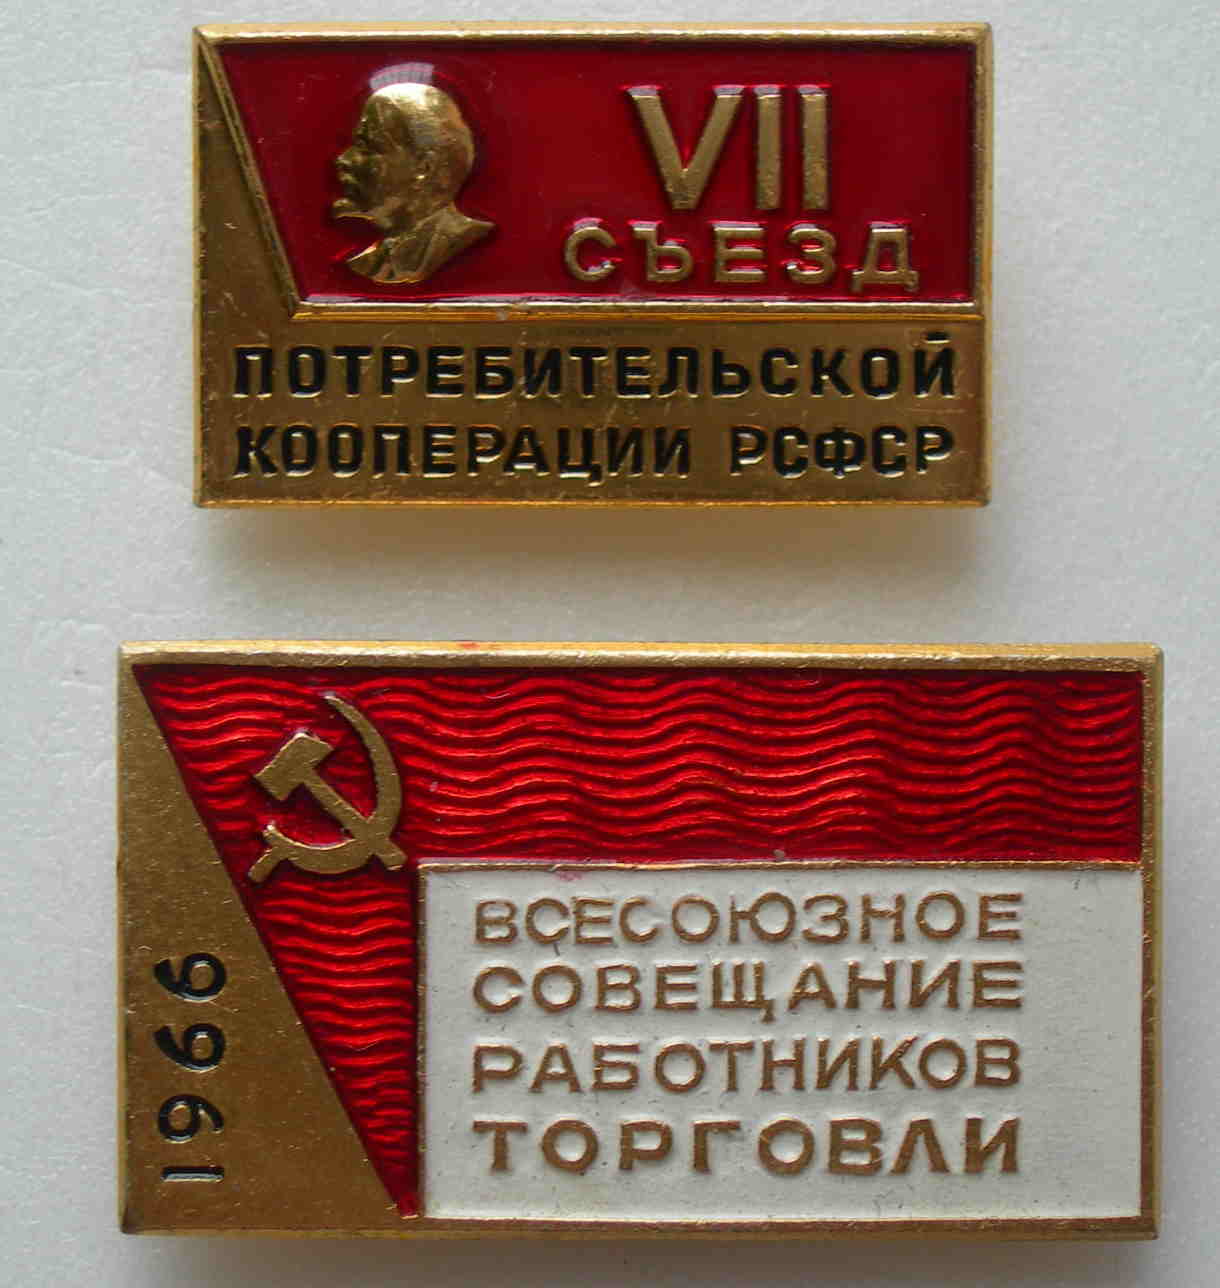 VII
СЪЕЗД
ПОТРЕБИТЕЛЬСКОЙ
КООПЕРАЦИИ РСФСР
1966
ВСЕСОЮЗНОЕ
СОВЕЩАНИЕ
РАБОТНИКОВ
ТОРГОВЛИ